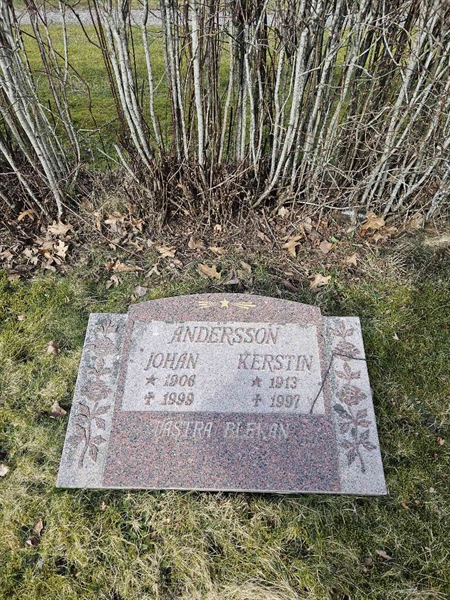 ANDERSSON
JOHAN KERSTIN
★ 1906 ★ 1913
✝ 1999 ✝ 1997
VÄSTRA BLEKAN